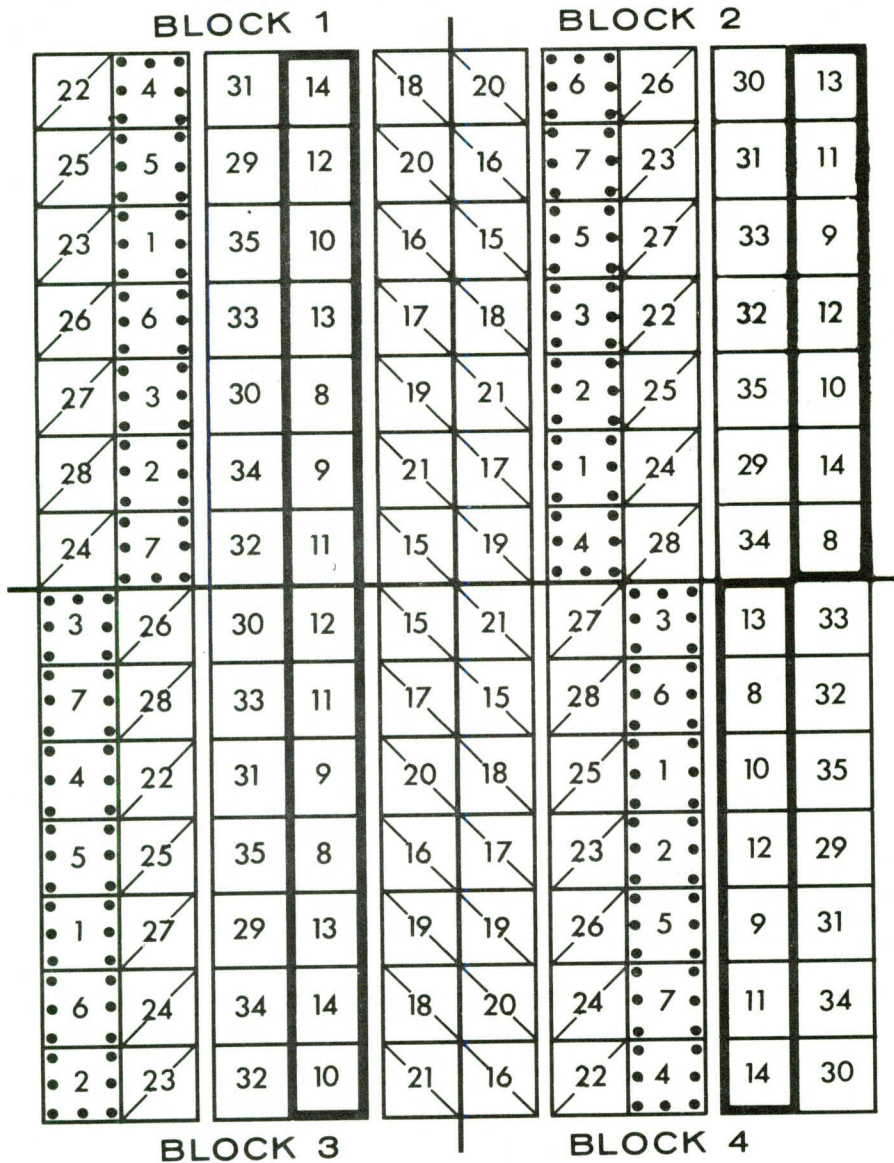 BLOCK 1 BLOCK 2
22 4 31 14 18 20 6 26 30 13
25 5 29 12 20 16 7 23 31 11
23 1 35 10 16 15 5 27 33 9
26 6 33 13 17 18 3 22 32 12
27 3 30 8 19 21 2 25 35 10
28 2 34 9 21 17 1 24 29 14
24 7 32 11 15 19 4 28 34 8
3 26 30 12 15 21 27 3 13 33
7 28 33 11 17 15 28 6 8 32
4 22 31 9 20 18 25 1 10 35
5 25 35 8 16 17 23 2 12 29
1 27 29 13 19 19 26 5 9 31
6 24 34 14 18 20 24 7 11 34
2 23 32 10 21 16 22 4 14 30
BLOCK 3 BLOCK 4